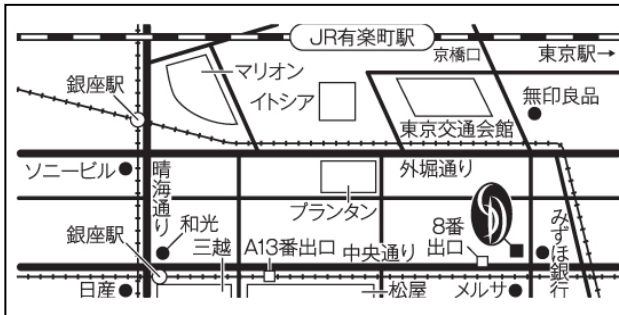 JR有楽町駅
京橋口
東京駅→
マリオン
銀座駅
イトシア
無印良品
東京交通会館
ソニービル
晴海通り
外堀通り
プランタン
8番
出口
みずほ銀行
和光
銀座駅
三越
A13番出口
中央通り
日産
松屋
メルサ